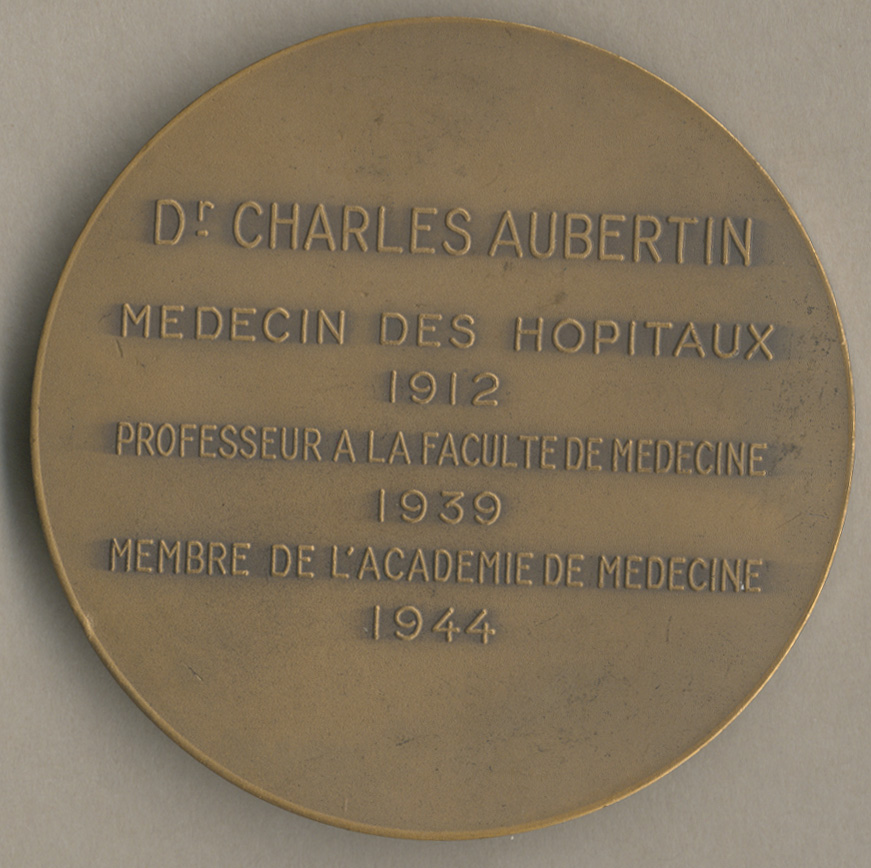 Dr CHARLES AUBERTIN
MEDECIN DES HOPITAUX
1912
PROFESSEUR A LA FACULTE DE MEDECINE
1939
MEMBRE DE L'ACADEMIE DE MEDECINE
1944